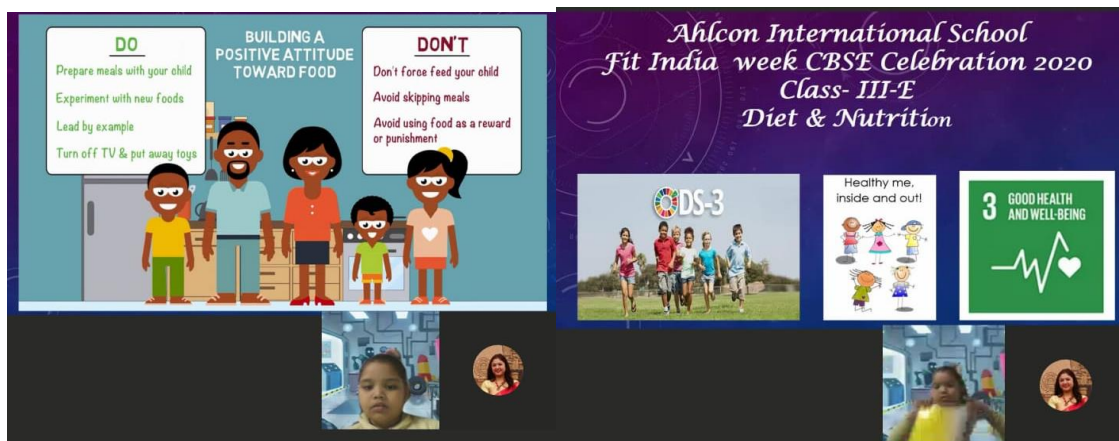 DO
Prepare meals with your child
Experiment with new foods
Lead by example
Turn off TV & put away toys
BUILDING A
POSITIVE ATTITUDE
TOWARD FOOD
DON'T
Don't force feed your child
Avoid skipping meals
Avoid using food as a reward
or punishment
Ahlcon International School
Fit India week CBSE Celebration 2020
Class- III-E
Diet & Nutrition
ODS-3
Healthy me,
inside and out!
3 GOOD HEALTH
AND WELL-BEING